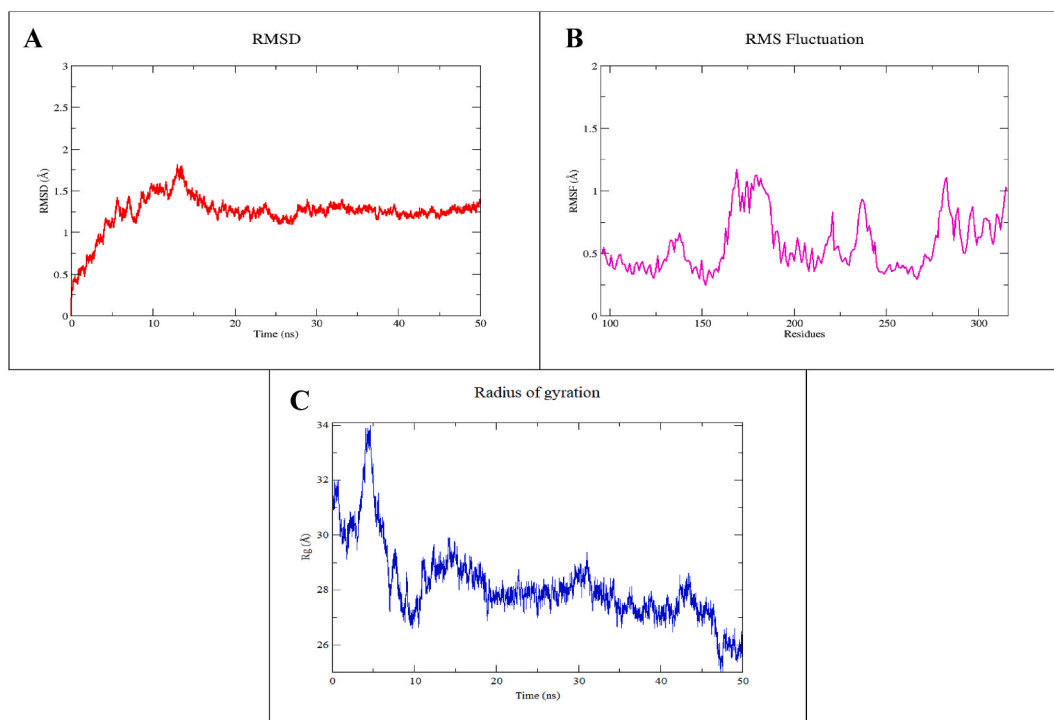 A
RMSD
3
2.5
2
1.5
1
0.5
0
RMSD (Å)
0 10 20 30 40 50
Time (ns)
B
RMS Fluctuation
2
1.5
1
0.5
0
RMSF (Å)
100 150 200 250 300
Residues
C
Radius of gyration
34
32
30
28
26
Rg (Å)
0 10 20 30 40 50
Time (ns)